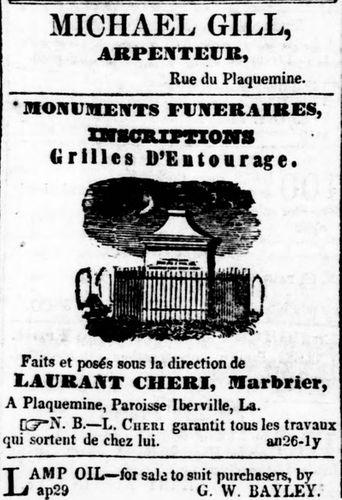 MICHAEL GILL,
ARPENTEUR,
Rue du Plaquemine.
MONUMENTS FUNERAIRES,
INSCRIPTIONS
Grilles D'Entourage.
Faits et posés sous la direction de
LAURANT CHERI, Marbrier,
A Plaquemine, Paroisse Iberville, La.
☞N. B.—L. CHERI garantit tous les travaux
qui sortent de chez lui. an26-1y
LAMP OIL—for sale to suit purchasers, by
ap29 G. W. BAYLEY.